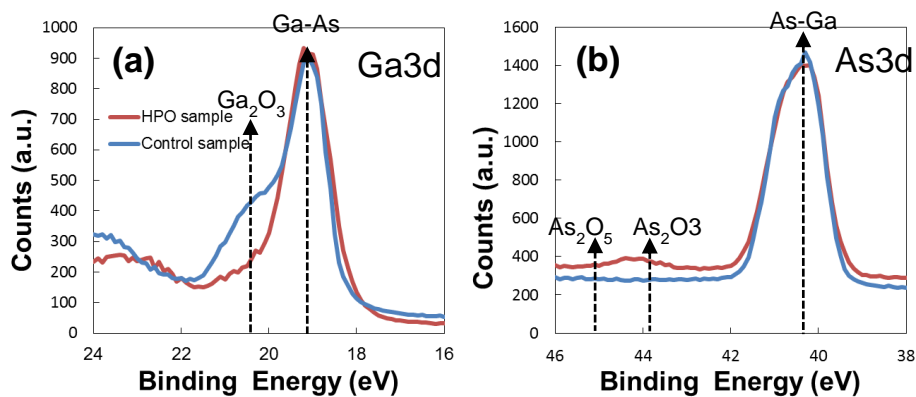 (a)
Ga-As
Ga3d
Ga₂O₃
HPO sample
Control sample
Counts (a.u.)
1000
900
800
700
600
500
400
300
200
100
0
24 22 20 18 16
Binding Energy (eV)
(b)
As-Ga
As3d
As₂O₅
As₂O3
Counts (a.u.)
1600
1400
1200
1000
800
600
400
200
0
46 44 42 40 38
Binding Energy (eV)